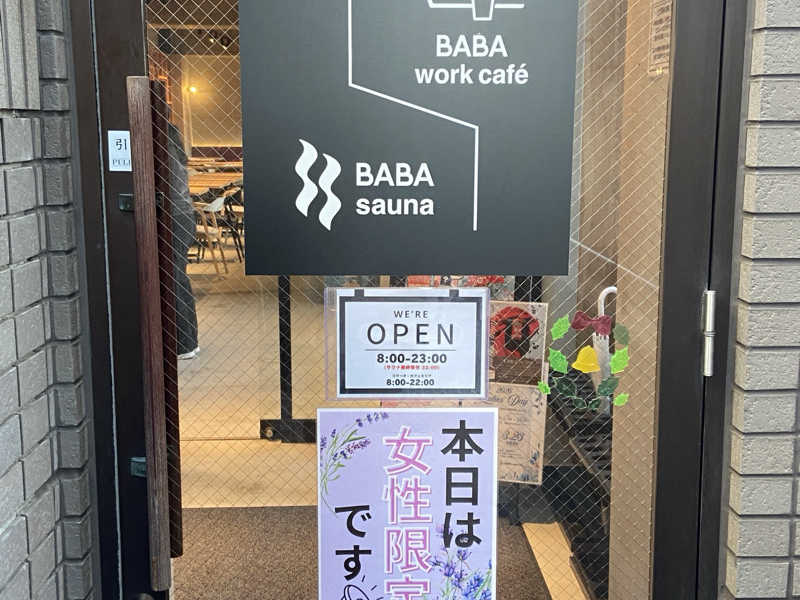 BABA
work café
BABA
sauna
引
PULL
WE'RE
OPEN
8:00-23:00
8:00-22:00
本日は
女性限定
です